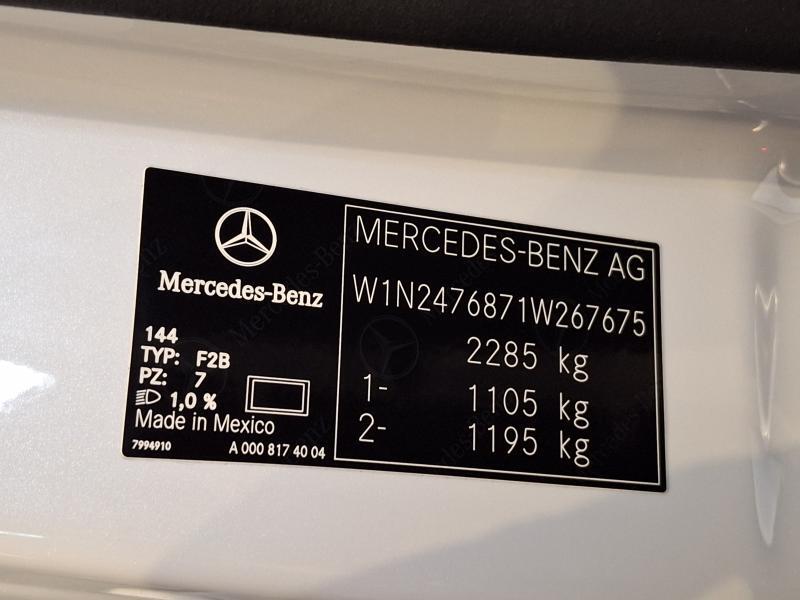 Mercedes-Benz
144
TYP: F2B
PZ: 7
1,0 %
Made in Mexico
7994910 A 000 817 40 04
MERCEDES-BENZ AG
W1N2476871W267675
2285 kg
1- 1105 kg
2- 1195 kg